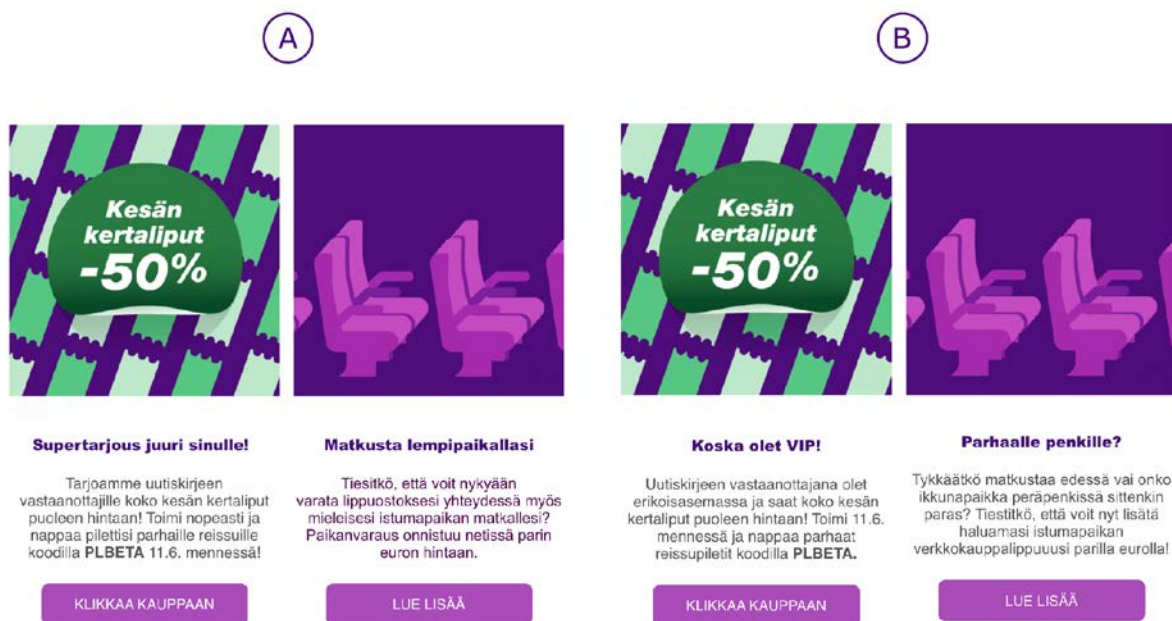 A
Kesän
kertaliput
-50%
Supertarjous juuri sinulle!
Tarjoamme uutiskirjeen
vastaanottajille koko kesän kertaliput
puoleen hintaan! Toimi nopeasti ja
nappaa pilettisi parhaille reissuille
koodilla PLBETA 11.6. mennessä!
KLIKKAA KAUPPAAN
Matkusta lempipaikallasi
Tiesitkö, että voit nykyään
varata lippuostoksesi yhteydessä myös
mieleisesi istumapaikan matkallesi?
Paikanvaraus onnistuu netissä parin
euron hintaan.
LUE LISÄÄ
B
Kesän
kertaliput
-50%
Koska olet VIP!
Uutiskirjeen vastaanottajana olet
erikoisasemassa ja saat koko kesän
kertaliput puoleen hintaan! Toimi 11.6.
mennessä ja nappaa parhaat
reissupiletit koodilla PLBETA.
KLIKKAA KAUPPAAN
Parhaalle penkille?
Tykkäätkö matkustaa edessä vai onko
ikkunapaikka peräpenkissä sittenkin
paras? Tiestitkö, että voit nyt lisätä
haluamasi istumapaikan
verkkokauppalippuuusi parilla eurolla!
LUE LISÄÄ